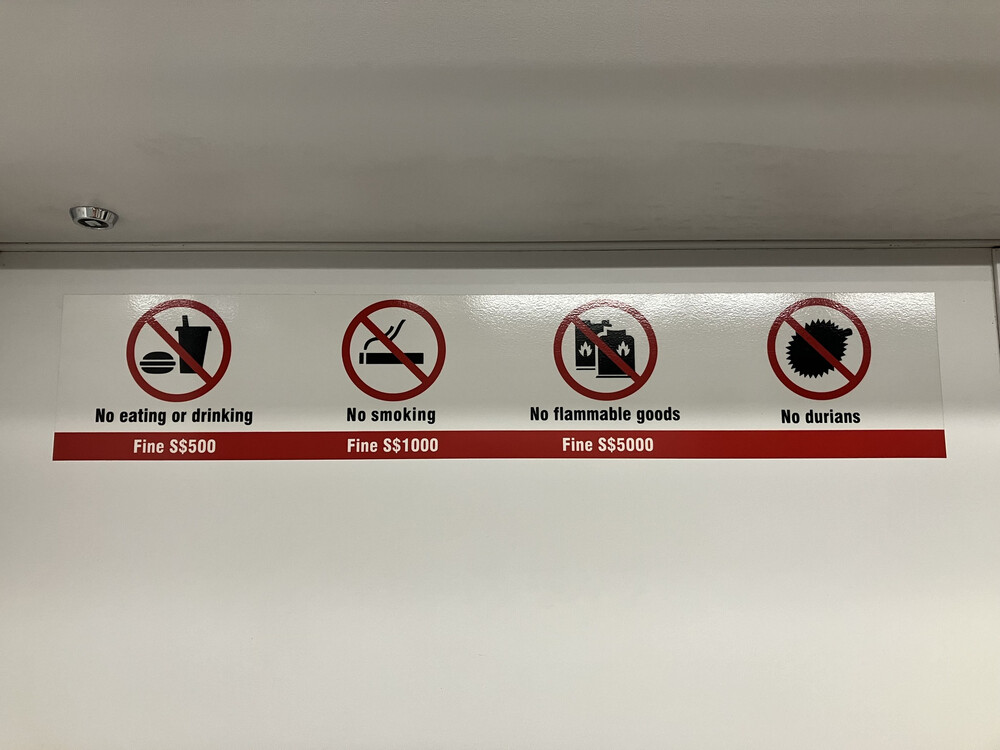 No eating or drinking
Fine S$500
No smoking
Fine S$1000
No flammable goods
Fine S$5000
No durians